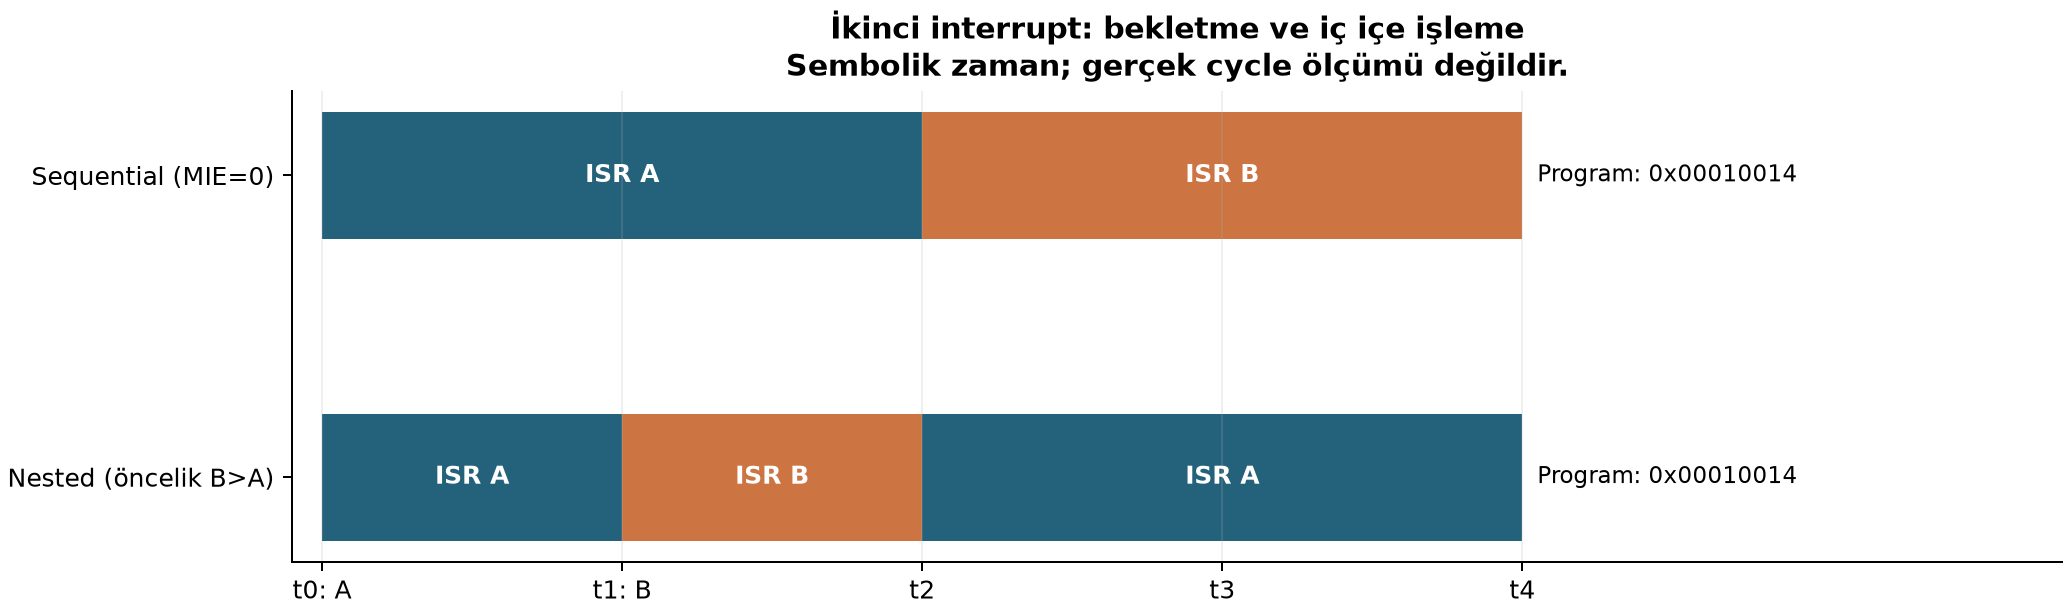 İkinci interrupt: bekletme ve iç içe işleme
Sembolik zaman; gerçek cycle ölçümü değildir.
Sequential (MIE=0)
ISR A
ISR B
Program: 0x00010014
Nested (öncelik B>A)
ISR A
ISR B
ISR A
Program: 0x00010014
t0: A
t1: B
t2
t3
t4